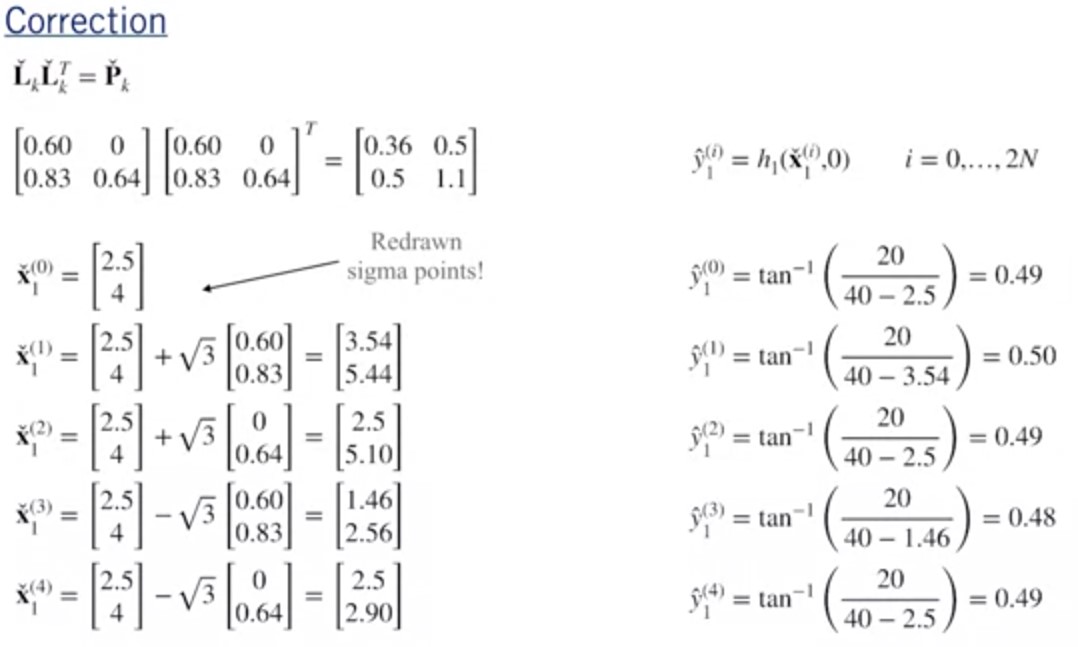 Correction
Ľ_k Ľ_k^T = P̌_k
[0.60 0; 0.83 0.64] [0.60 0; 0.83 0.64]^T = [0.36 0.5; 0.5 1.1]
ŷ_1^(i) = h_1(x̌_1^(i),0) i = 0,…, 2N
Redrawn
sigma points!
x̌_1^(0) = [2.5; 4]
ŷ_1^(0) = tan^−1 (20 / (40 − 2.5)) = 0.49
x̌_1^(1) = [2.5; 4] + √3 [0.60; 0.83] = [3.54; 5.44]
ŷ_1^(1) = tan^−1 (20 / (40 − 3.54)) = 0.50
x̌_1^(2) = [2.5; 4] + √3 [0; 0.64] = [2.5; 5.10]
ŷ_1^(2) = tan^−1 (20 / (40 − 2.5)) = 0.49
x̌_1^(3) = [2.5; 4] − √3 [0.60; 0.83] = [1.46; 2.56]
ŷ_1^(3) = tan^−1 (20 / (40 − 1.46)) = 0.48
x̌_1^(4) = [2.5; 4] − √3 [0; 0.64] = [2.5; 2.90]
ŷ_1^(4) = tan^−1 (20 / (40 − 2.5)) = 0.49